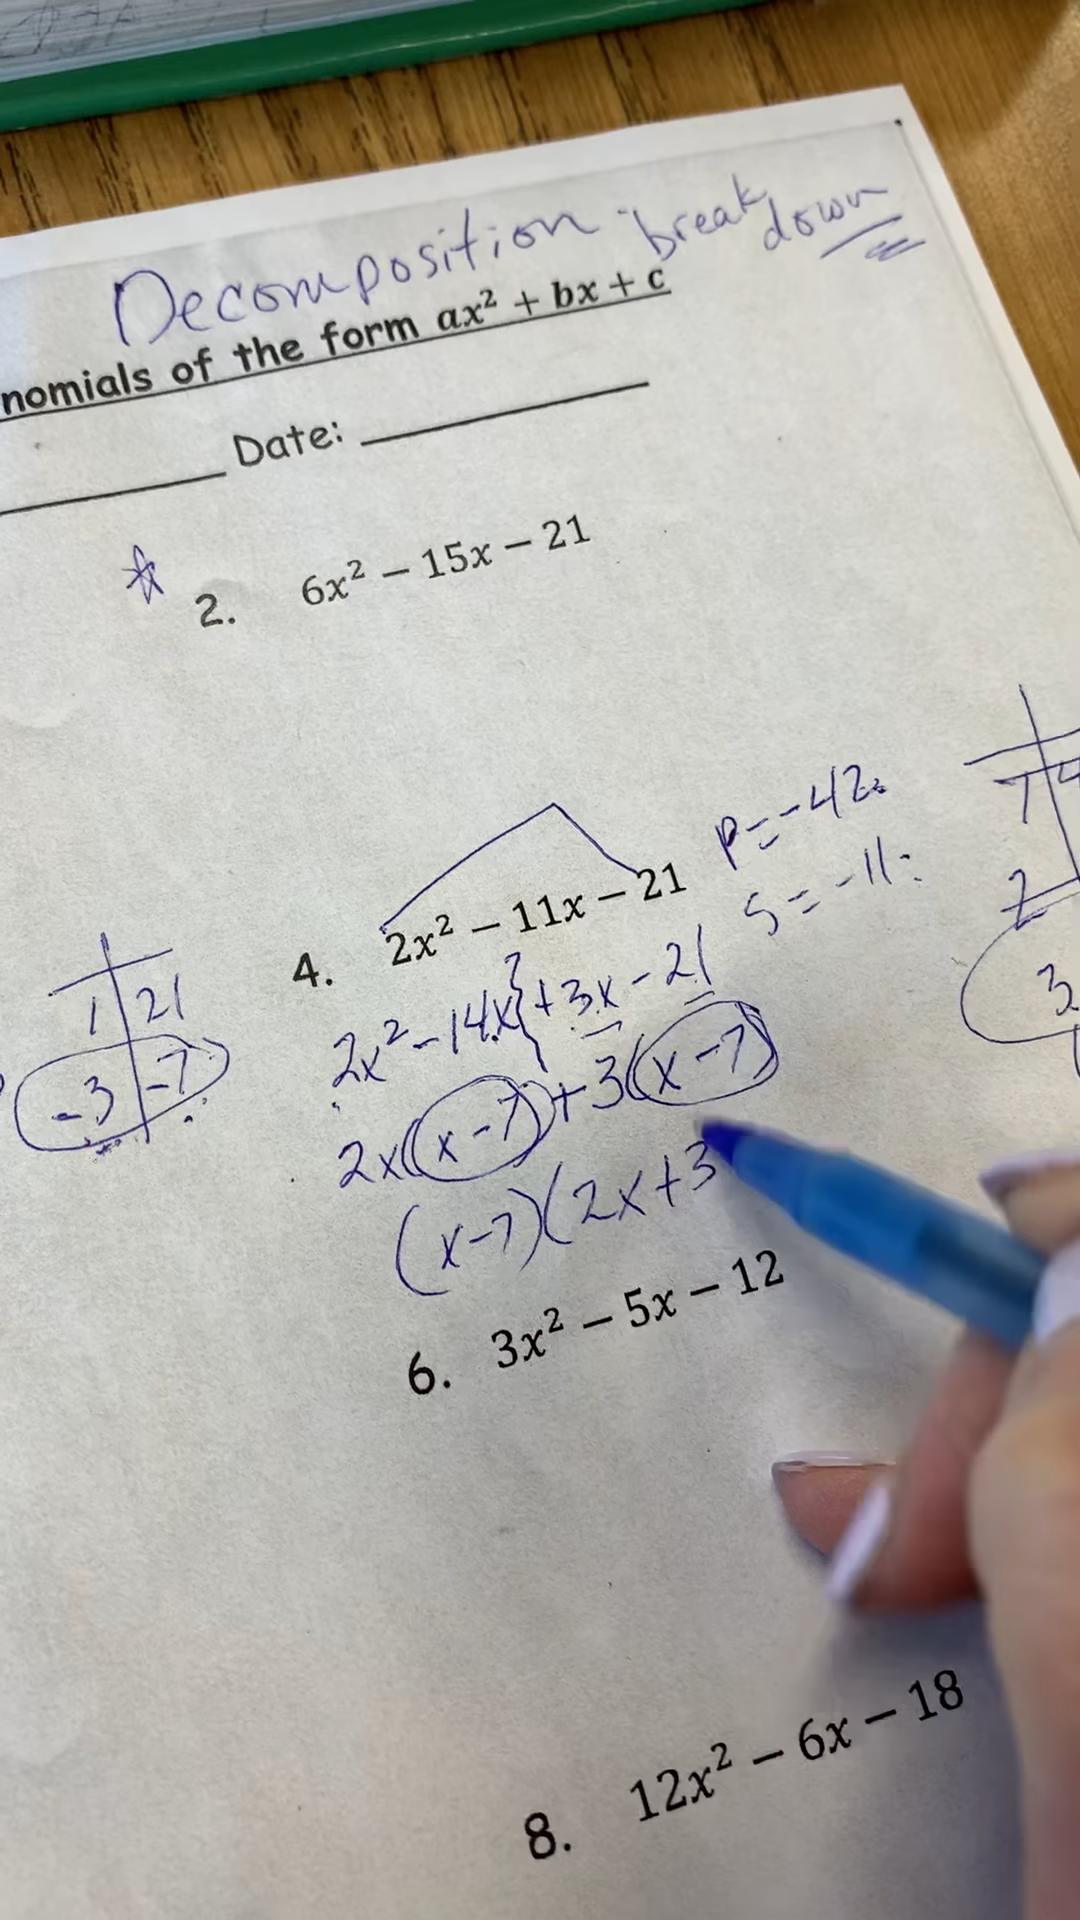 Decomposition - break down
nomials of the form ax² + bx + c
Date:
2. 6x² − 15x − 21
P = -42
S = -11
4. 2x² − 11x − 21
1 | 21
-3 | -7
2x² - 14x } + 3x - 21
2x(x - 7) + 3(x - 7)
(x - 7)(2x + 3
6. 3x² − 5x − 12
8. 12x² − 6x − 18